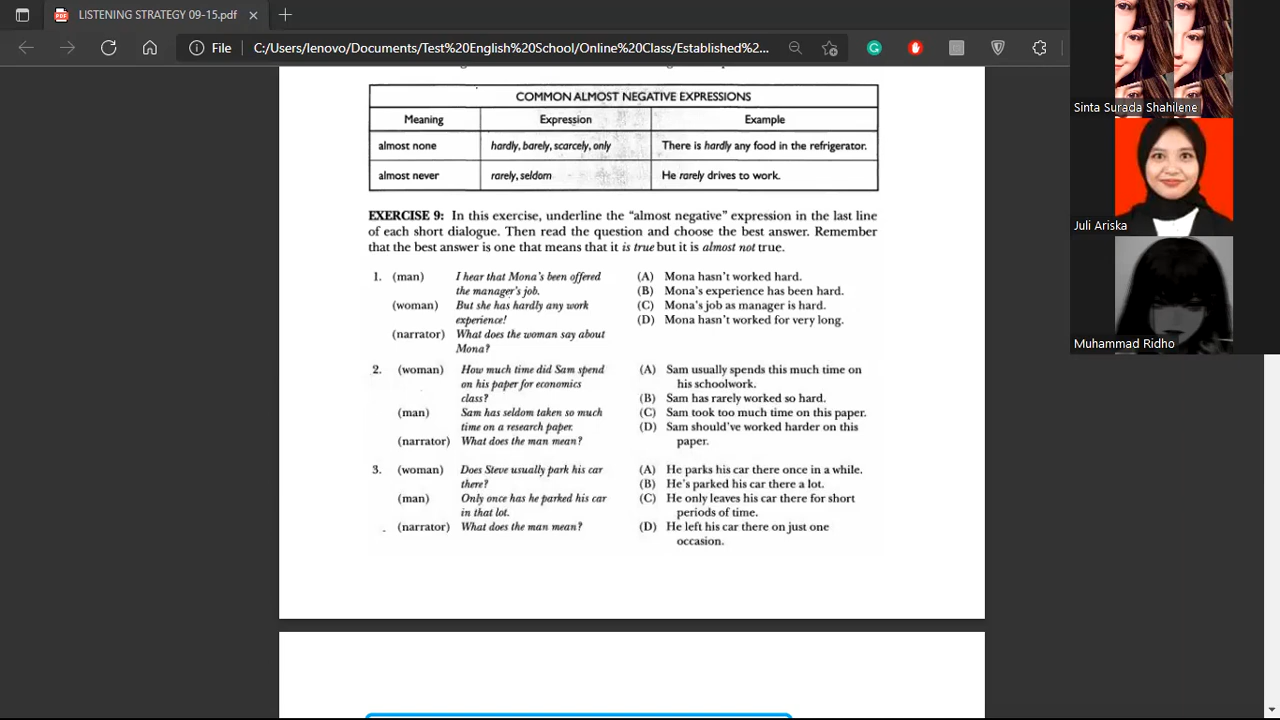 LISTENING STRATEGY 09-15.pdf
File C:/Users/lenovo/Documents/Test%20English%20School/Online%20Class/Established%2...
COMMON ALMOST NEGATIVE EXPRESSIONS
Meaning Expression Example
almost none hardly, barely, scarcely, only There is hardly any food in the refrigerator.
almost never rarely, seldom He rarely drives to work.
EXERCISE 9: In this exercise, underline the "almost negative" expression in the last line
of each short dialogue. Then read the question and choose the best answer. Remember
that the best answer is one that means that it is true but it is almost not true.
1. (man) I hear that Mona's been offered
the manager's job.
(woman) But she has hardly any work
experience!
(narrator) What does the woman say about
Mona?
(A) Mona hasn't worked hard.
(B) Mona's experience has been hard.
(C) Mona's job as manager is hard.
(D) Mona hasn't worked for very long.
2. (woman) How much time did Sam spend
on his paper for economics
class?
(man) Sam has seldom taken so much
time on a research paper.
(narrator) What does the man mean?
(A) Sam usually spends this much time on
his schoolwork.
(B) Sam has rarely worked so hard.
(C) Sam took too much time on this paper.
(D) Sam should've worked harder on this
paper.
3. (woman) Does Steve usually park his car
there?
(man) Only once has he parked his car
in that lot.
(narrator) What does the man mean?
(A) He parks his car there once in a while.
(B) He's parked his car there a lot.
(C) He only leaves his car there for short
periods of time.
(D) He left his car there on just one
occasion.
Sinta Surada Shahilene
Juli Ariska
Muhammad Ridho